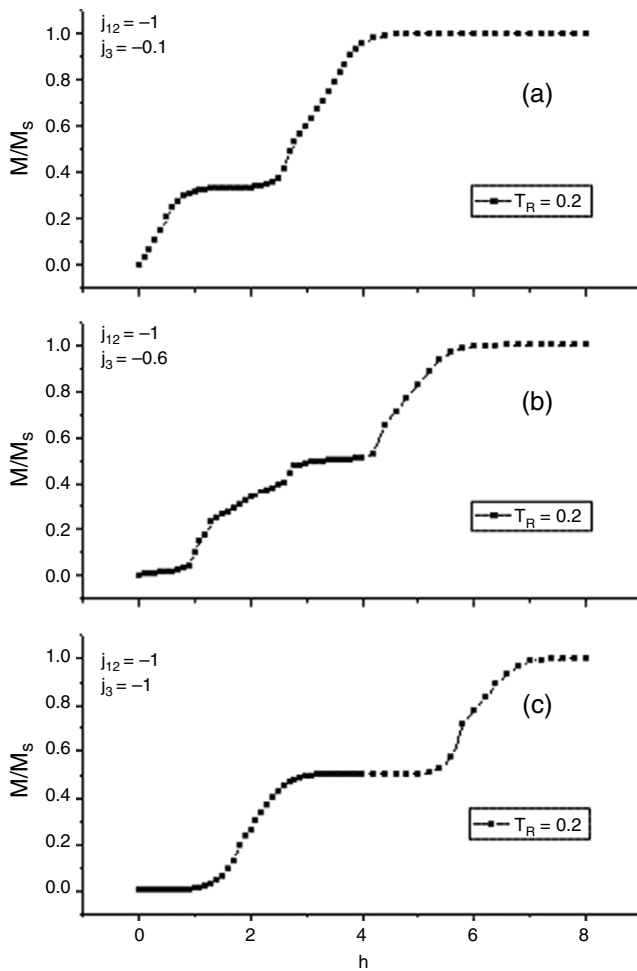 j12 = −1
j3 = −0.1
(a)
M/Ms
1.0
0.8
0.6
0.4
0.2
0.0
TR = 0.2
j12 = −1
j3 = −0.6
(b)
M/Ms
1.0
0.8
0.6
0.4
0.2
0.0
TR = 0.2
j12 = −1
j3 = −1
(c)
M/Ms
1.0
0.8
0.6
0.4
0.2
0.0
TR = 0.2
0 2 4 6 8
h